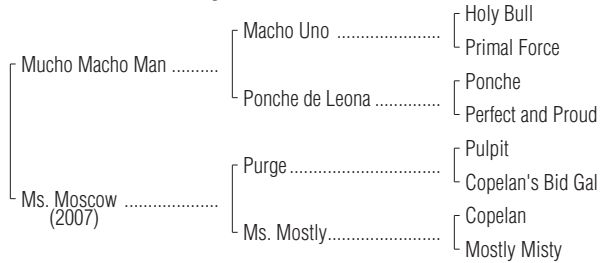 Holy Bull
Macho Uno ..................
Primal Force
Mucho Macho Man ..........
Ponche
Ponche de Leona ..............
Perfect and Proud
Pulpit
Purge ...........................
Copelan's Bid Gal
Ms. Moscow ..................
(2007)
Copelan
Ms. Mostly ....................
Mostly Misty